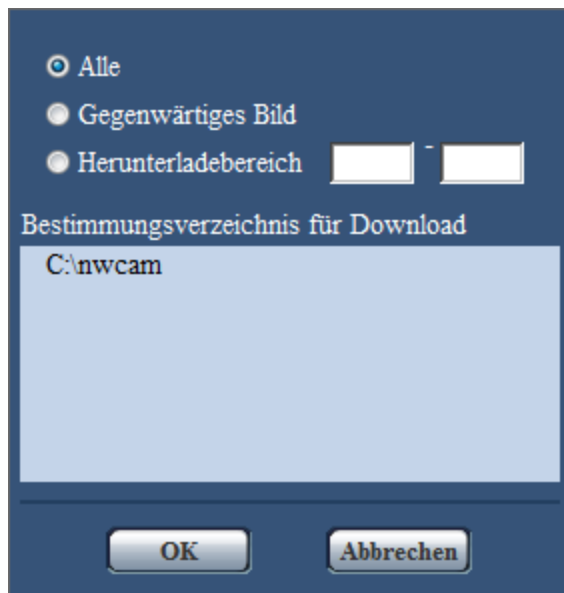 Alle
Gegenwärtiges Bild
Herunterladebereich -
Bestimmungsverzeichnis für Download
C:\nwcam
OK Abbrechen